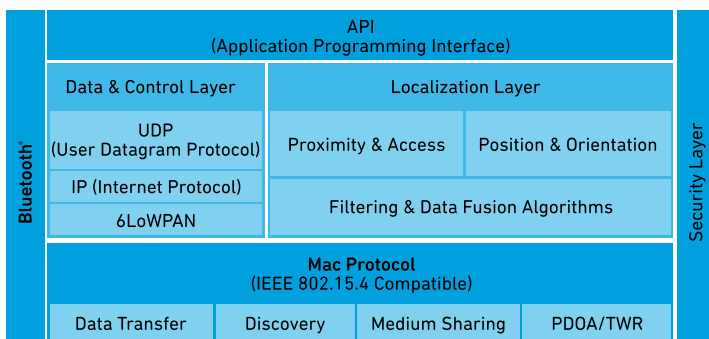 API
(Application Programming Interface)
Bluetooth®
Data & Control Layer
UDP
(User Datagram Protocol)
IP (Internet Protocol)
6LoWPAN
Localization Layer
Proximity & Access
Position & Orientation
Filtering & Data Fusion Algorithms
Security Layer
Mac Protocol
(IEEE 802.15.4 Compatible)
Data Transfer
Discovery
Medium Sharing
PDOA/TWR